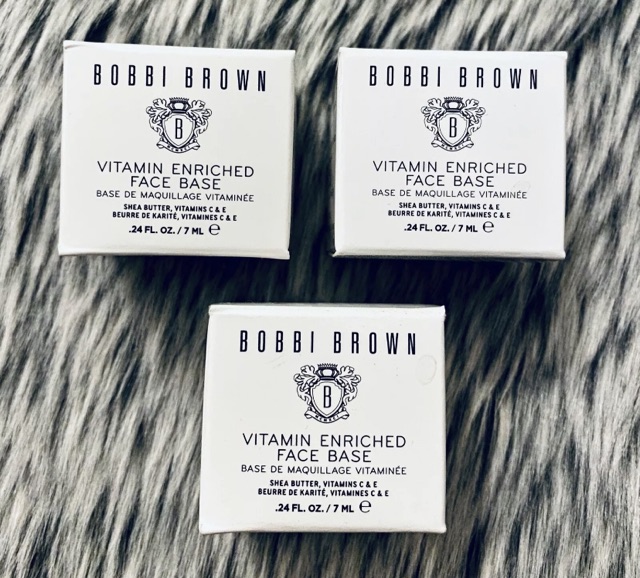 BOBBI BROWN
B
VITAMIN ENRICHED
FACE BASE
BASE DE MAQUILLAGE VITAMINÉE
SHEA BUTTER, VITAMINS C & E
BEURRE DE KARITÉ, VITAMINES C & E
.24 FL. OZ. / 7 ML ℮
BOBBI BROWN
B
VITAMIN ENRICHED
FACE BASE
BASE DE MAQUILLAGE VITAMINÉE
SHEA BUTTER, VITAMINS C & E
BEURRE DE KARITÉ, VITAMINES C & E
.24 FL. OZ. / 7 ML ℮
BOBBI BROWN
B
VITAMIN ENRICHED
FACE BASE
BASE DE MAQUILLAGE VITAMINÉE
SHEA BUTTER, VITAMINS C & E
BEURRE DE KARITÉ, VITAMINES C & E
.24 FL. OZ. / 7 ML ℮